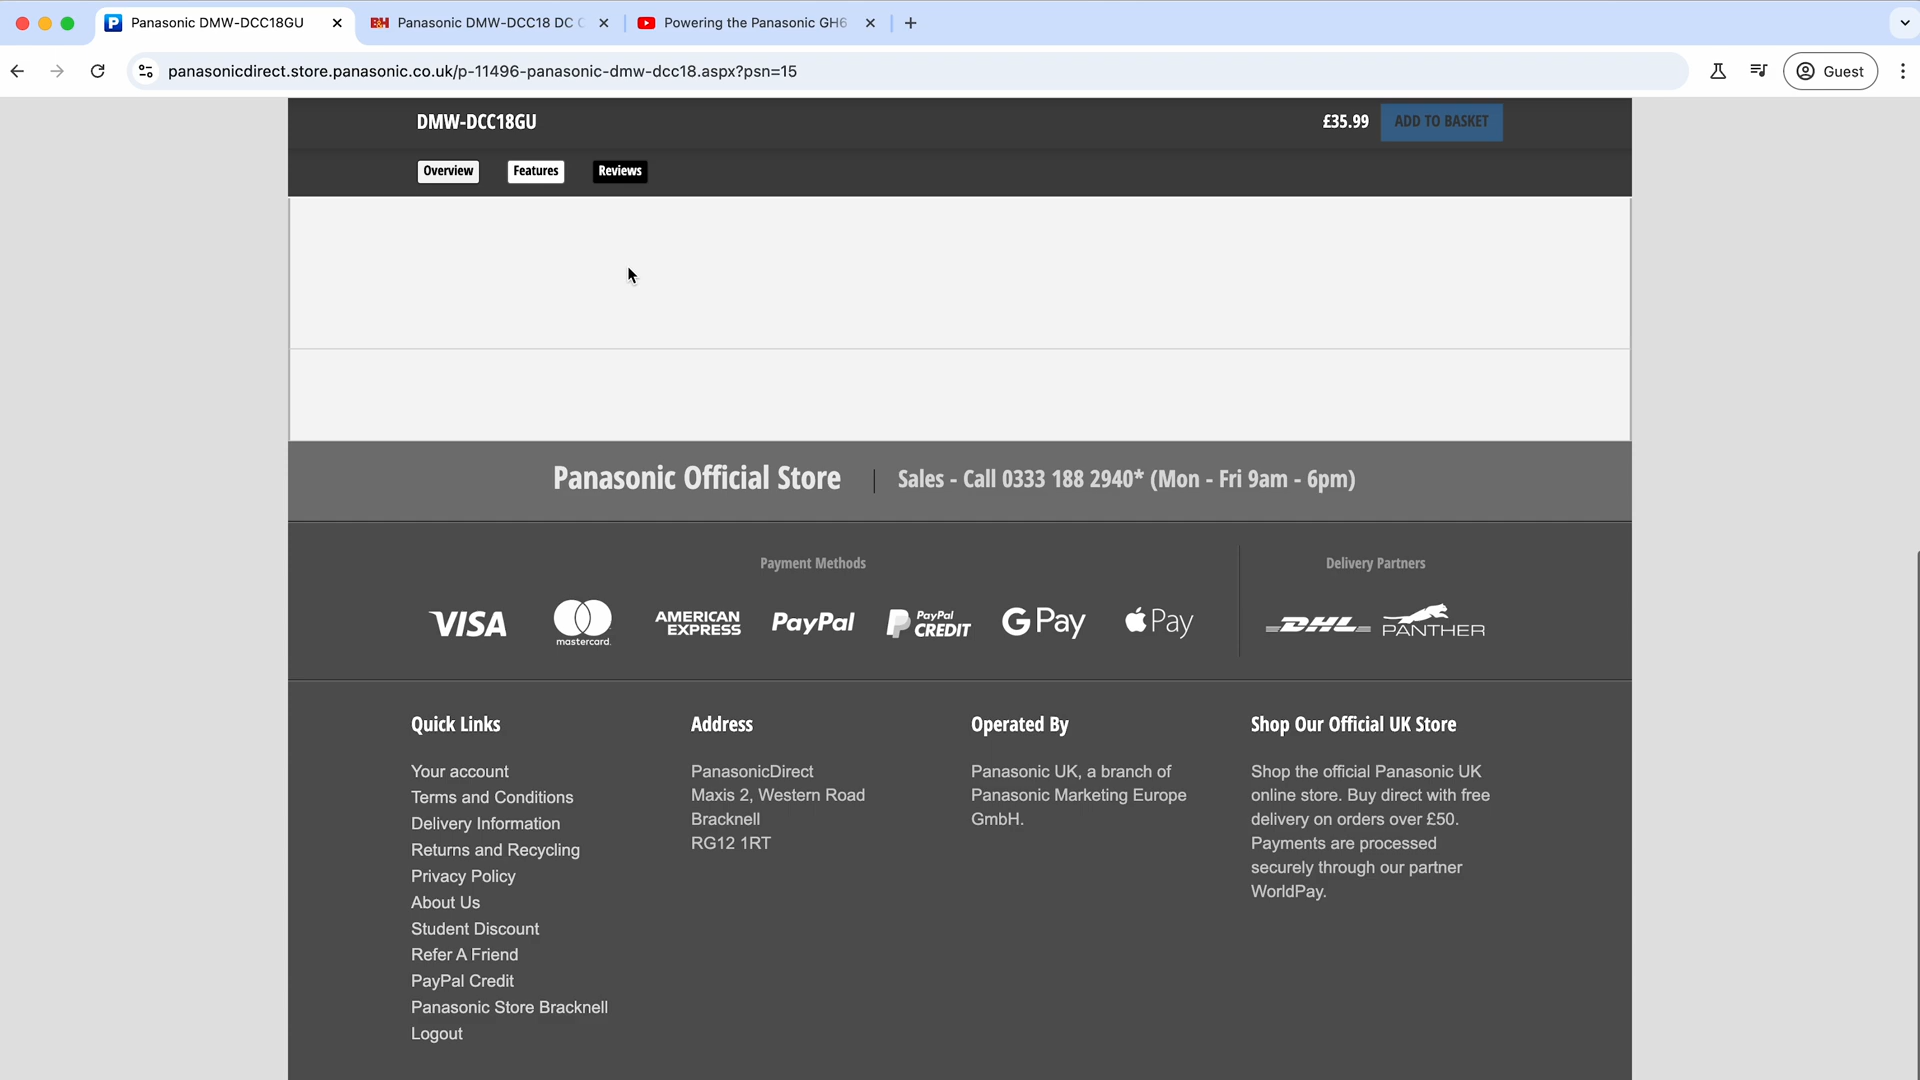 Panasonic DMW-DCC18GU
Panasonic DMW-DCC18 DC
Powering the Panasonic GH6
panasonicdirect.store.panasonic.co.uk/p-11496-panasonic-dmw-dcc18.aspx?psn=15
Guest
DMW-DCC18GU
£35.99
ADD TO BASKET
Overview
Features
Reviews
Panasonic Official Store
Sales - Call 0333 188 2940* (Mon - Fri 9am - 6pm)
Payment Methods
Delivery Partners
VISA
mastercard.
AMERICAN
EXPRESS
PayPal
PayPal
CREDIT
G Pay
Pay
DHL
PANTHER
Quick Links
Your account
Terms and Conditions
Delivery Information
Returns and Recycling
Privacy Policy
About Us
Student Discount
Refer A Friend
PayPal Credit
Panasonic Store Bracknell
Logout
Address
PanasonicDirect
Maxis 2, Western Road
Bracknell
RG12 1RT
Operated By
Panasonic UK, a branch of
Panasonic Marketing Europe
GmbH.
Shop Our Official UK Store
Shop the official Panasonic UK
online store. Buy direct with free
delivery on orders over £50.
Payments are processed
securely through our partner
WorldPay.